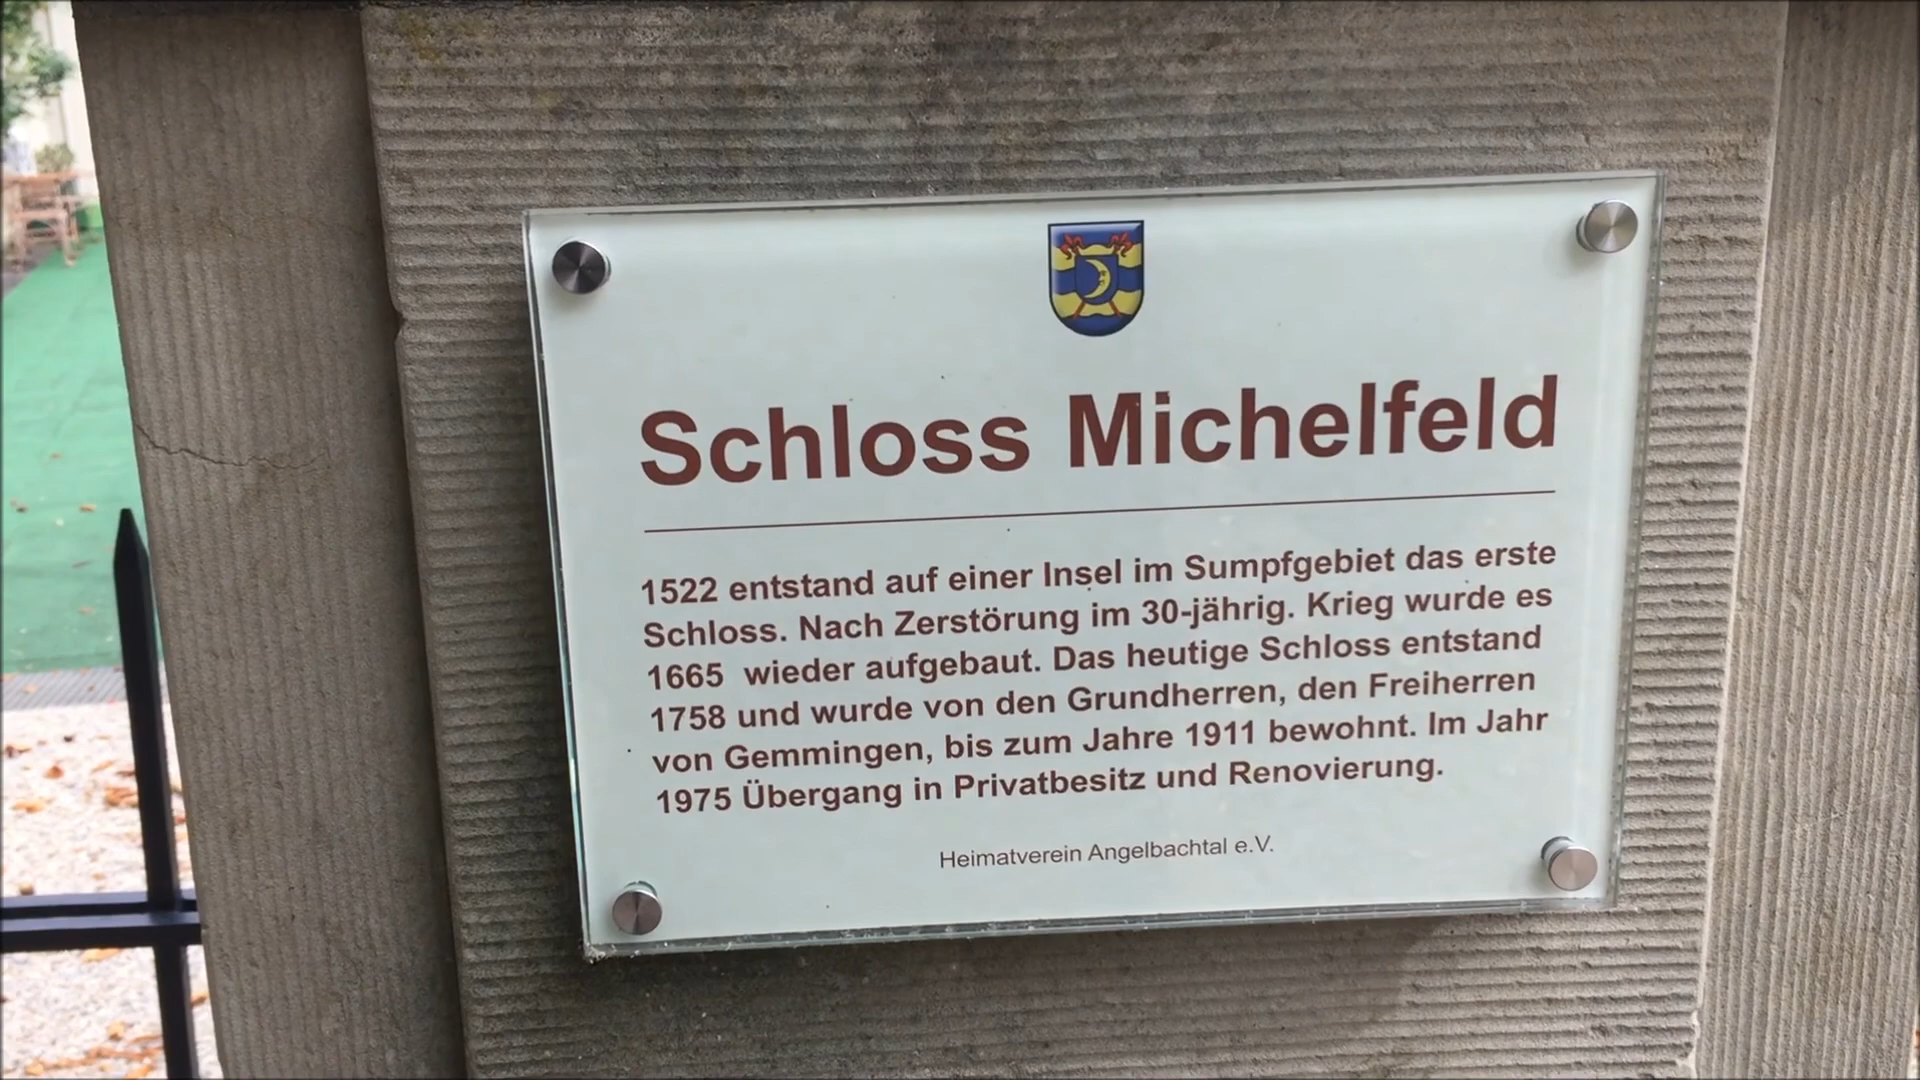 Schloss Michelfeld
1522 entstand auf einer Insel im Sumpfgebiet das erste
Schloss. Nach Zerstörung im 30-jährig. Krieg wurde es
1665 wieder aufgebaut. Das heutige Schloss entstand
1758 und wurde von den Grundherren, den Freiherren
von Gemmingen, bis zum Jahre 1911 bewohnt. Im Jahr
1975 Übergang in Privatbesitz und Renovierung.
Heimatverein Angelbachtal e.V.